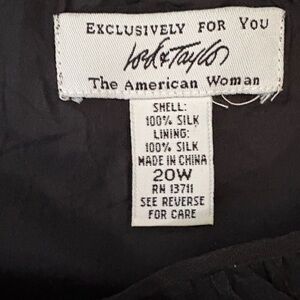 EXCLUSIVELY FOR YOU
Lord & Taylor
The American Woman
SHELL:
100% SILK
LINING:
100% SILK
MADE IN CHINA
20W
RN 13711
SEE REVERSE
FOR CARE